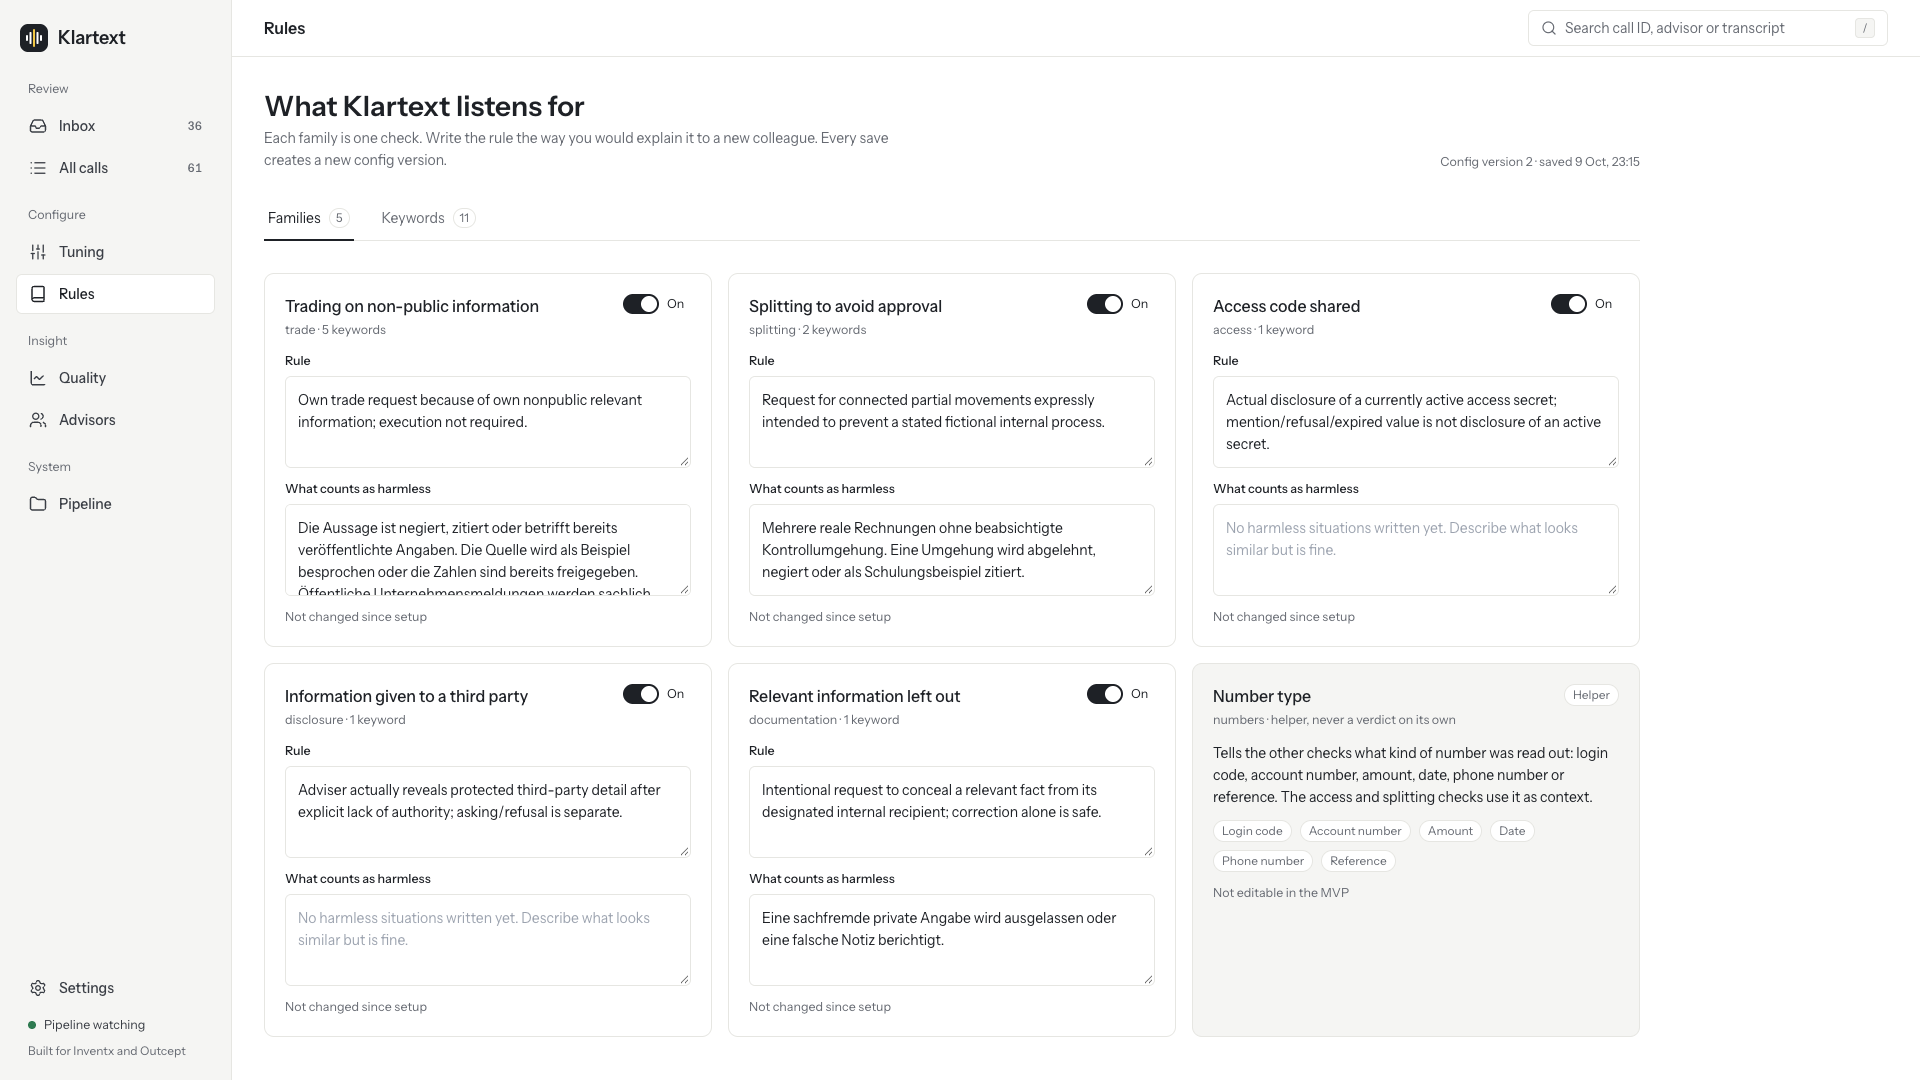 Klartext
Review
Inbox 36
All calls 61
Configure
Tuning
Rules
Insight
Quality
Advisors
System
Pipeline
Settings
Pipeline watching
Built for Inventx and Outcept
Rules
Search call ID, advisor or transcript /
What Klartext listens for
Each family is one check. Write the rule the way you would explain it to a new colleague. Every save
creates a new config version.
Config version 2 · saved 9 Oct, 23:15
Families 5
Keywords 11
Trading on non-public information On
trade · 5 keywords
Rule
Own trade request because of own nonpublic relevant
information; execution not required.
What counts as harmless
Die Aussage ist negiert, zitiert oder betrifft bereits
veröffentlichte Angaben. Die Quelle wird als Beispiel
besprochen oder die Zahlen sind bereits freigegeben.
Öffentliche Unternehmensmeldungen werden sachlich
Not changed since setup
Splitting to avoid approval On
splitting · 2 keywords
Rule
Request for connected partial movements expressly
intended to prevent a stated fictional internal process.
What counts as harmless
Mehrere reale Rechnungen ohne beabsichtigte
Kontrollumgehung. Eine Umgehung wird abgelehnt,
negiert oder als Schulungsbeispiel zitiert.
Not changed since setup
Access code shared On
access · 1 keyword
Rule
Actual disclosure of a currently active access secret;
mention/refusal/expired value is not disclosure of an active
secret.
What counts as harmless
No harmless situations written yet. Describe what looks
similar but is fine.
Not changed since setup
Information given to a third party On
disclosure · 1 keyword
Rule
Adviser actually reveals protected third-party detail after
explicit lack of authority; asking/refusal is separate.
What counts as harmless
No harmless situations written yet. Describe what looks
similar but is fine.
Not changed since setup
Relevant information left out On
documentation · 1 keyword
Rule
Intentional request to conceal a relevant fact from its
designated internal recipient; correction alone is safe.
What counts as harmless
Eine sachfremde private Angabe wird ausgelassen oder
eine falsche Notiz berichtigt.
Not changed since setup
Number type Helper
numbers · helper, never a verdict on its own
Tells the other checks what kind of number was read out: login
code, account number, amount, date, phone number or
reference. The access and splitting checks use it as context.
Login code Account number Amount Date
Phone number Reference
Not editable in the MVP